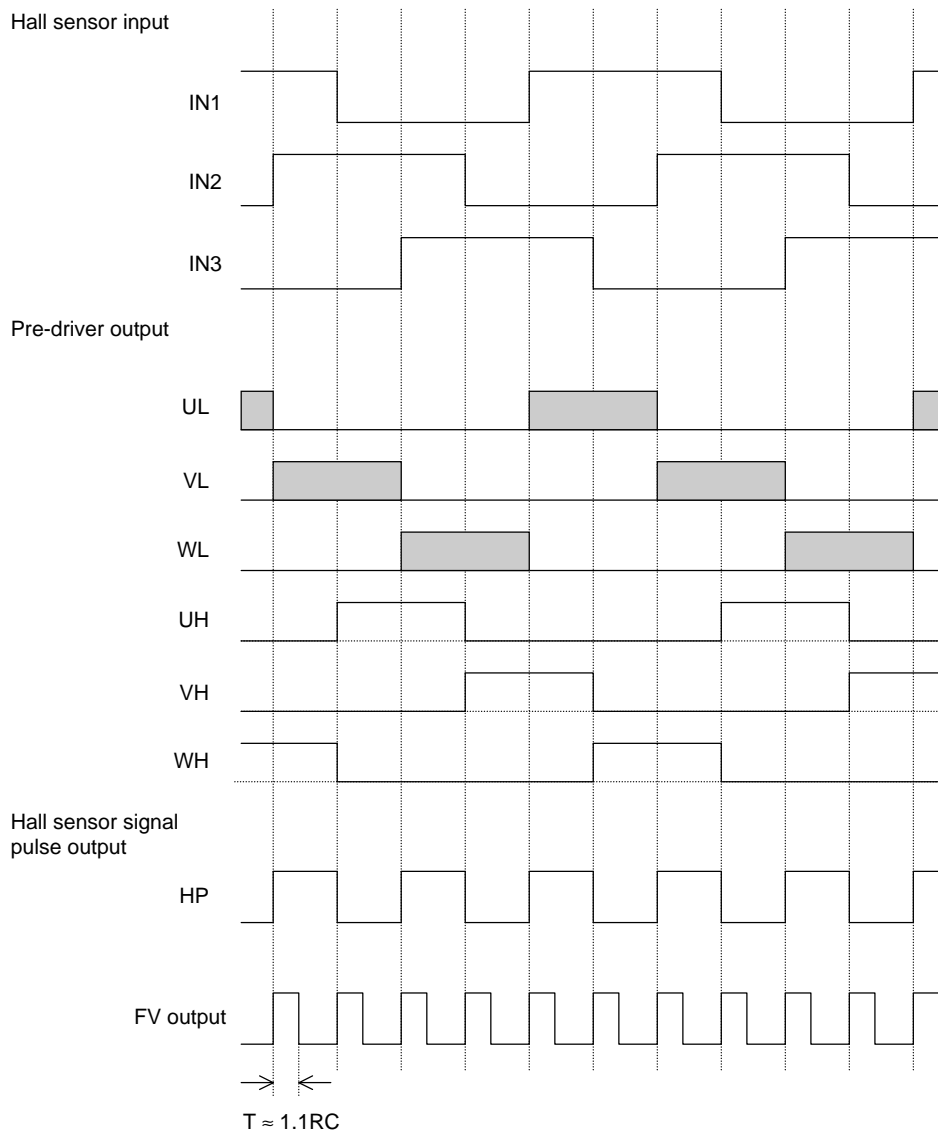 Hall sensor input
IN1
IN2
IN3
Pre-driver output
UL
VL
WL
UH
VH
WH
Hall sensor signal
pulse output
HP
FV output
T ≈ 1.1RC